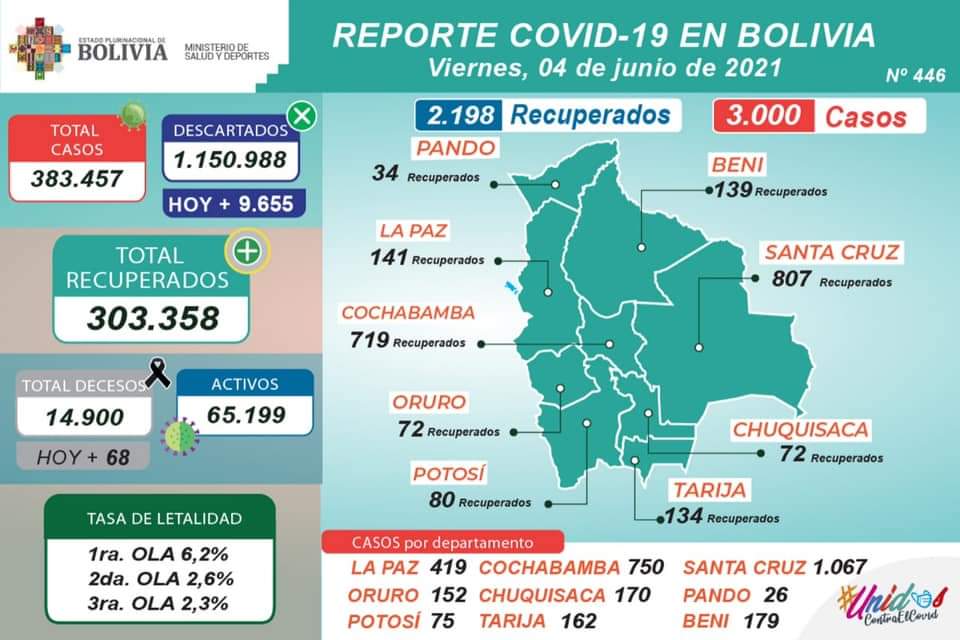 ESTADO PLURINACIONAL DE
BOLIVIA
MINISTERIO DE
SALUD Y DEPORTES
REPORTE COVID-19 EN BOLIVIA
Viernes, 04 de junio de 2021
Nº 446
TOTAL
CASOS
383.457
DESCARTADOS
1.150.988
HOY + 9.655
TOTAL
RECUPERADOS
303.358
TOTAL DECESOS
14.900
HOY + 68
ACTIVOS
65.199
TASA DE LETALIDAD
1ra. OLA 6,2%
2da. OLA 2,6%
3ra. OLA 2,3%
2.198 Recuperados
3.000 Casos
PANDO
34 Recuperados
BENI
139 Recuperados
LA PAZ
141 Recuperados
SANTA CRUZ
807 Recuperados
COCHABAMBA
719 Recuperados
ORURO
72 Recuperados
CHUQUISACA
72 Recuperados
POTOSÍ
80 Recuperados
TARIJA
134 Recuperados
CASOS por departamento
LA PAZ 419 COCHABAMBA 750 SANTA CRUZ 1.067
ORURO 152 CHUQUISACA 170 PANDO 26
POTOSÍ 75 TARIJA 162 BENI 179
#Unidos
ContraElCovid